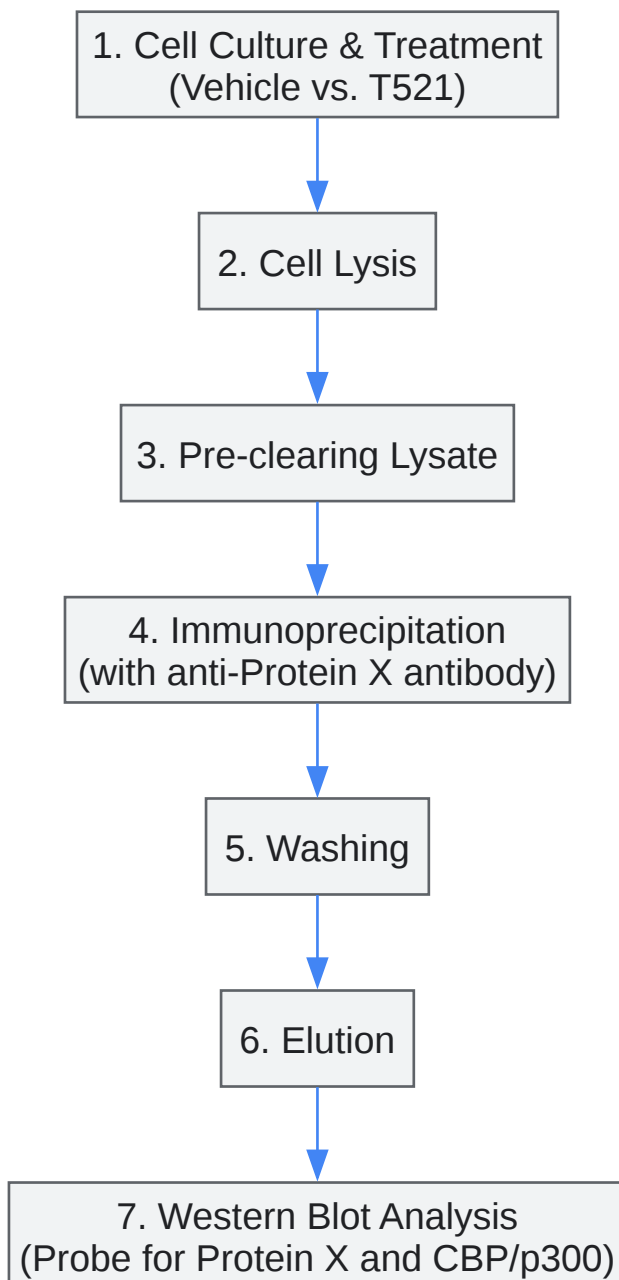 1. Cell Culture & Treatment
(Vehicle vs. T521)
2. Cell Lysis
3. Pre-clearing Lysate
4. Immunoprecipitation
(with anti-Protein X antibody)
5. Washing
6. Elution
7. Western Blot Analysis
(Probe for Protein X and CBP/p300)